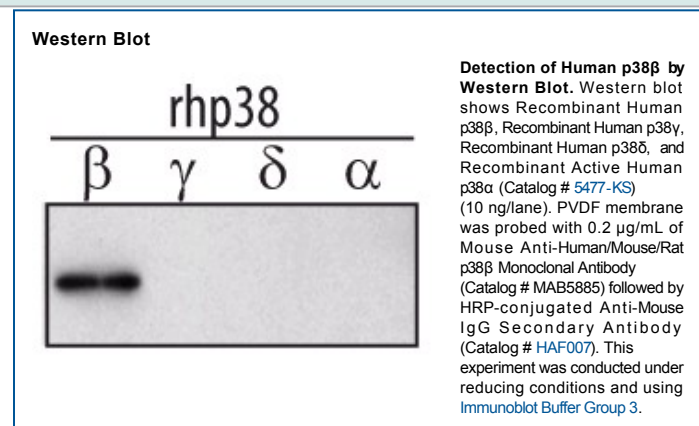 Western Blot
rhp38
β γ δ α
Detection of Human p38β by
Western Blot. Western blot
shows Recombinant Human
p38β, Recombinant Human p38γ,
Recombinant Human p38δ, and
Recombinant Active Human
p38α (Catalog # 5477-KS)
(10 ng/lane). PVDF membrane
was probed with 0.2 µg/mL of
Mouse Anti-Human/Mouse/Rat
p38β Monoclonal Antibody
(Catalog # MAB5885) followed by
HRP-conjugated Anti-Mouse
IgG Secondary Antibody
(Catalog # HAF007). This
experiment was conducted under
reducing conditions and using
Immunoblot Buffer Group 3.